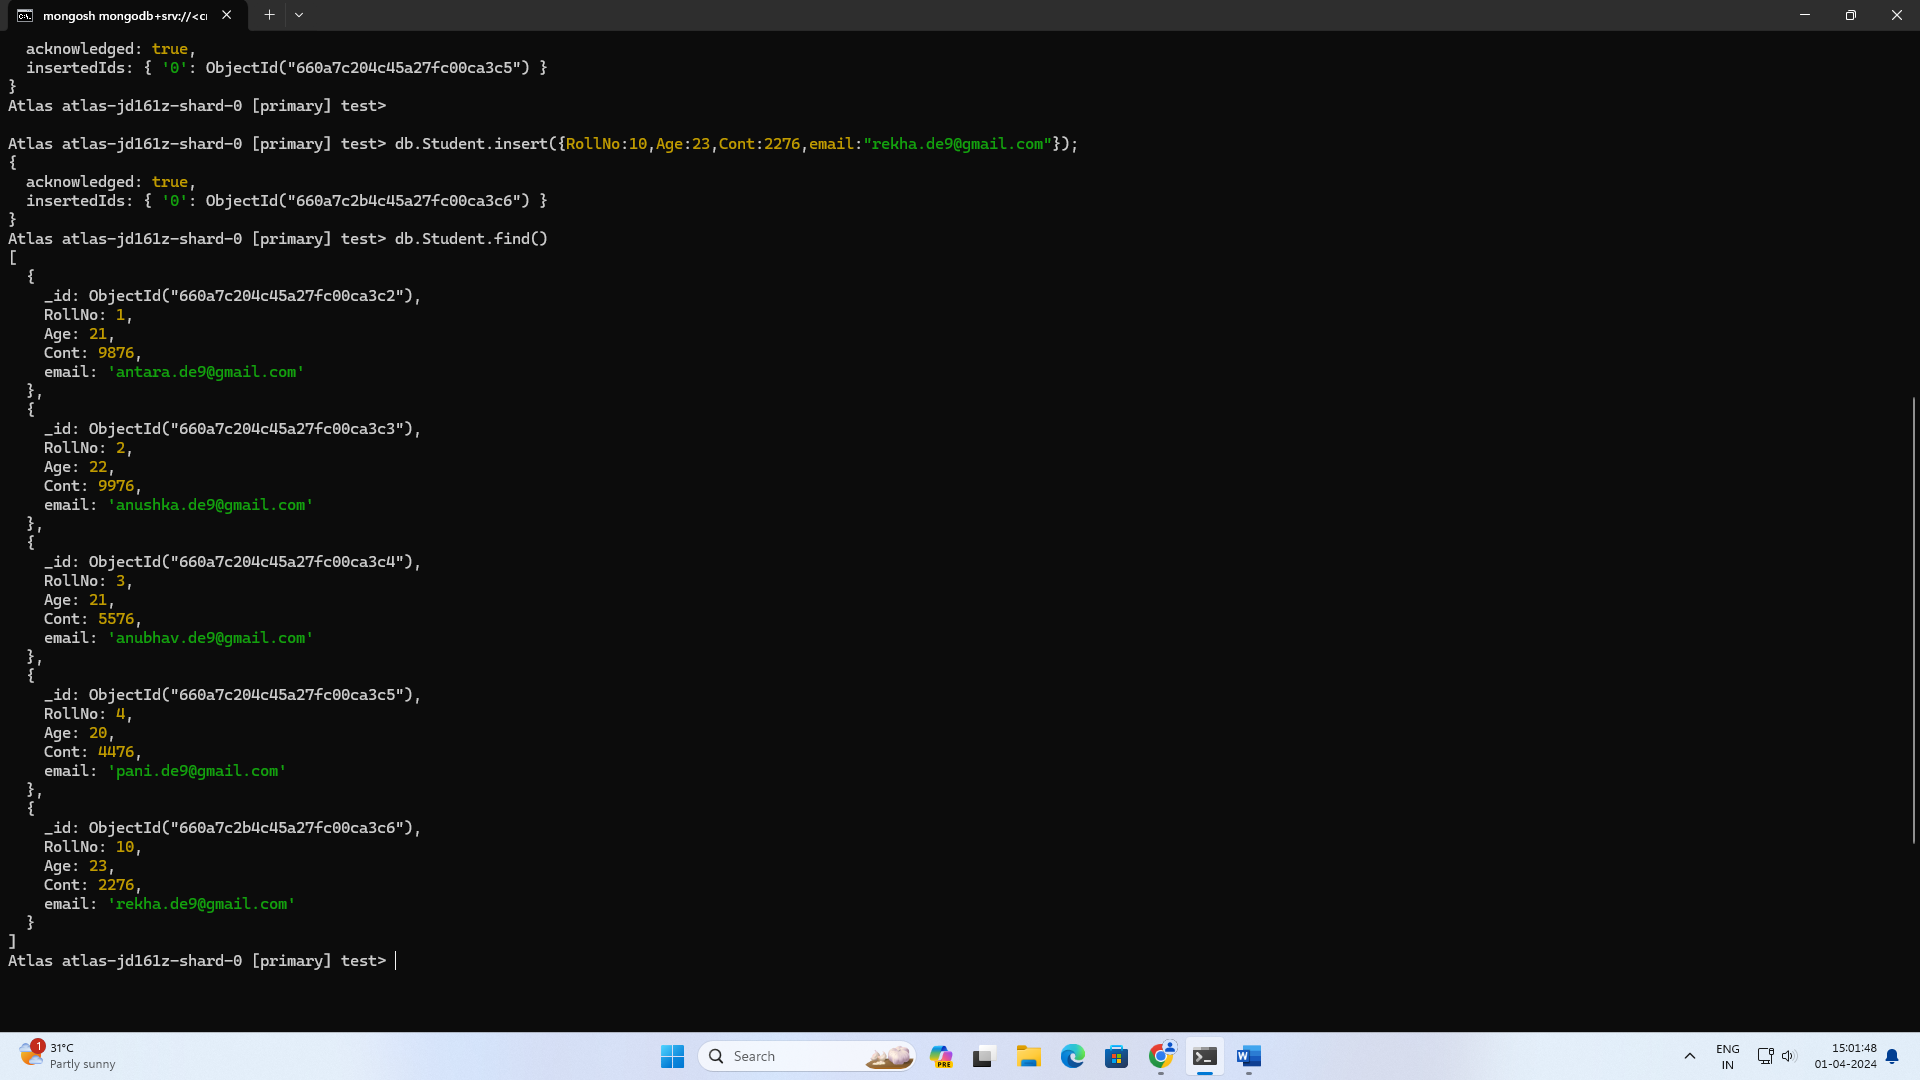 mongosh mongodb+srv://<cr
acknowledged: true,
  insertedIds: { '0': ObjectId("660a7c204c45a27fc00ca3c5") }
}
Atlas atlas-jd161z-shard-0 [primary] test>
Atlas atlas-jd161z-shard-0 [primary] test> db.Student.insert({RollNo:10,Age:23,Cont:2276,email:"rekha.de9@gmail.com"});
{
  acknowledged: true,
  insertedIds: { '0': ObjectId("660a7c2b4c45a27fc00ca3c6") }
}
Atlas atlas-jd161z-shard-0 [primary] test> db.Student.find()
[
  {
    _id: ObjectId("660a7c204c45a27fc00ca3c2"),
    RollNo: 1,
    Age: 21,
    Cont: 9876,
    email: 'antara.de9@gmail.com'
  },
  {
    _id: ObjectId("660a7c204c45a27fc00ca3c3"),
    RollNo: 2,
    Age: 22,
    Cont: 9976,
    email: 'anushka.de9@gmail.com'
  },
  {
    _id: ObjectId("660a7c204c45a27fc00ca3c4"),
    RollNo: 3,
    Age: 21,
    Cont: 5576,
    email: 'anubhav.de9@gmail.com'
  },
  {
    _id: ObjectId("660a7c204c45a27fc00ca3c5"),
    RollNo: 4,
    Age: 20,
    Cont: 4476,
    email: 'pani.de9@gmail.com'
  },
  {
    _id: ObjectId("660a7c2b4c45a27fc00ca3c6"),
    RollNo: 10,
    Age: 23,
    Cont: 2276,
    email: 'rekha.de9@gmail.com'
  }
]
Atlas atlas-jd161z-shard-0 [primary] test>
1
31°C
Partly sunny
Search
PRE
ENG
IN
15:01:48
01-04-2024